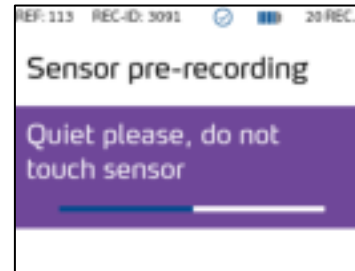 REF: 113 REC-ID: 3091 20 REC.
Sensor pre-recording
Quiet please, do not
touch sensor